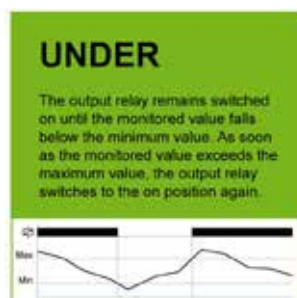 UNDER
The output relay remains switched
on until the monitored value falls
below the minimum value. As soon
as the monitored value exceeds the
maximum value, the output relay
switches to the on position again.
Max
Min